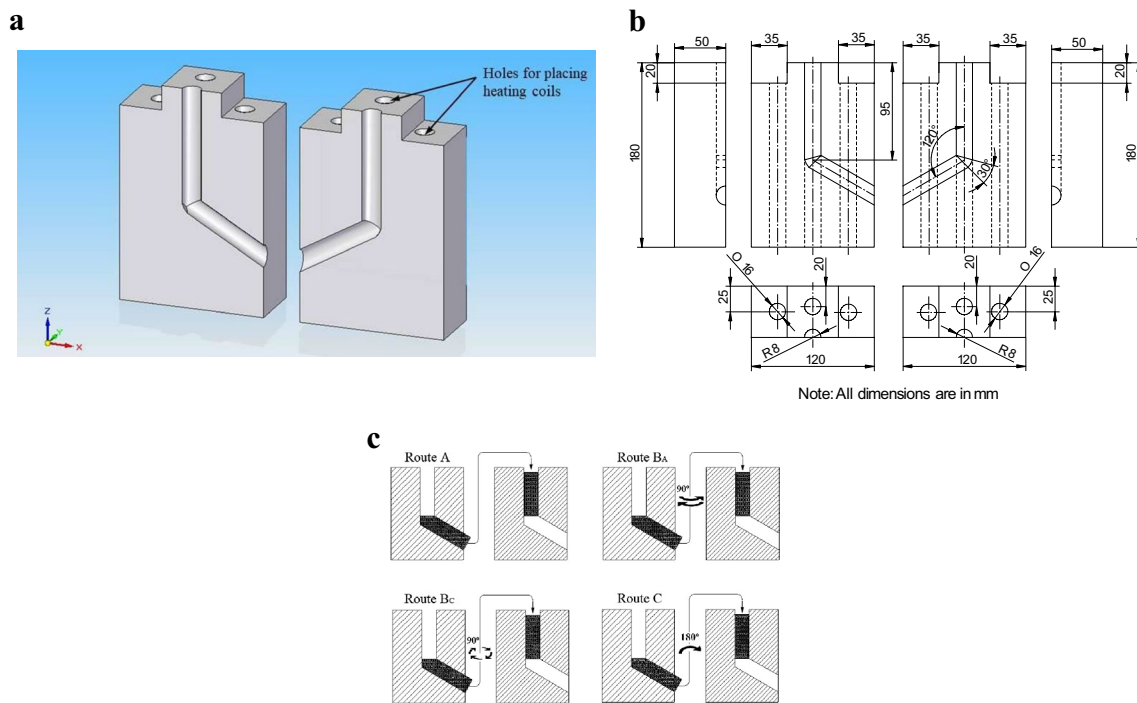 a
Holes for placing
heating coils
Z
Y
X
b
50
35
35
35
35
50
20
20
180
95
120°
30°
180
O 16
20
20
O 16
25
25
R8
R8
120
120
Note: All dimensions are in mm
c
Route A
Route BA
90°
Route BC
90°
Route C
180°